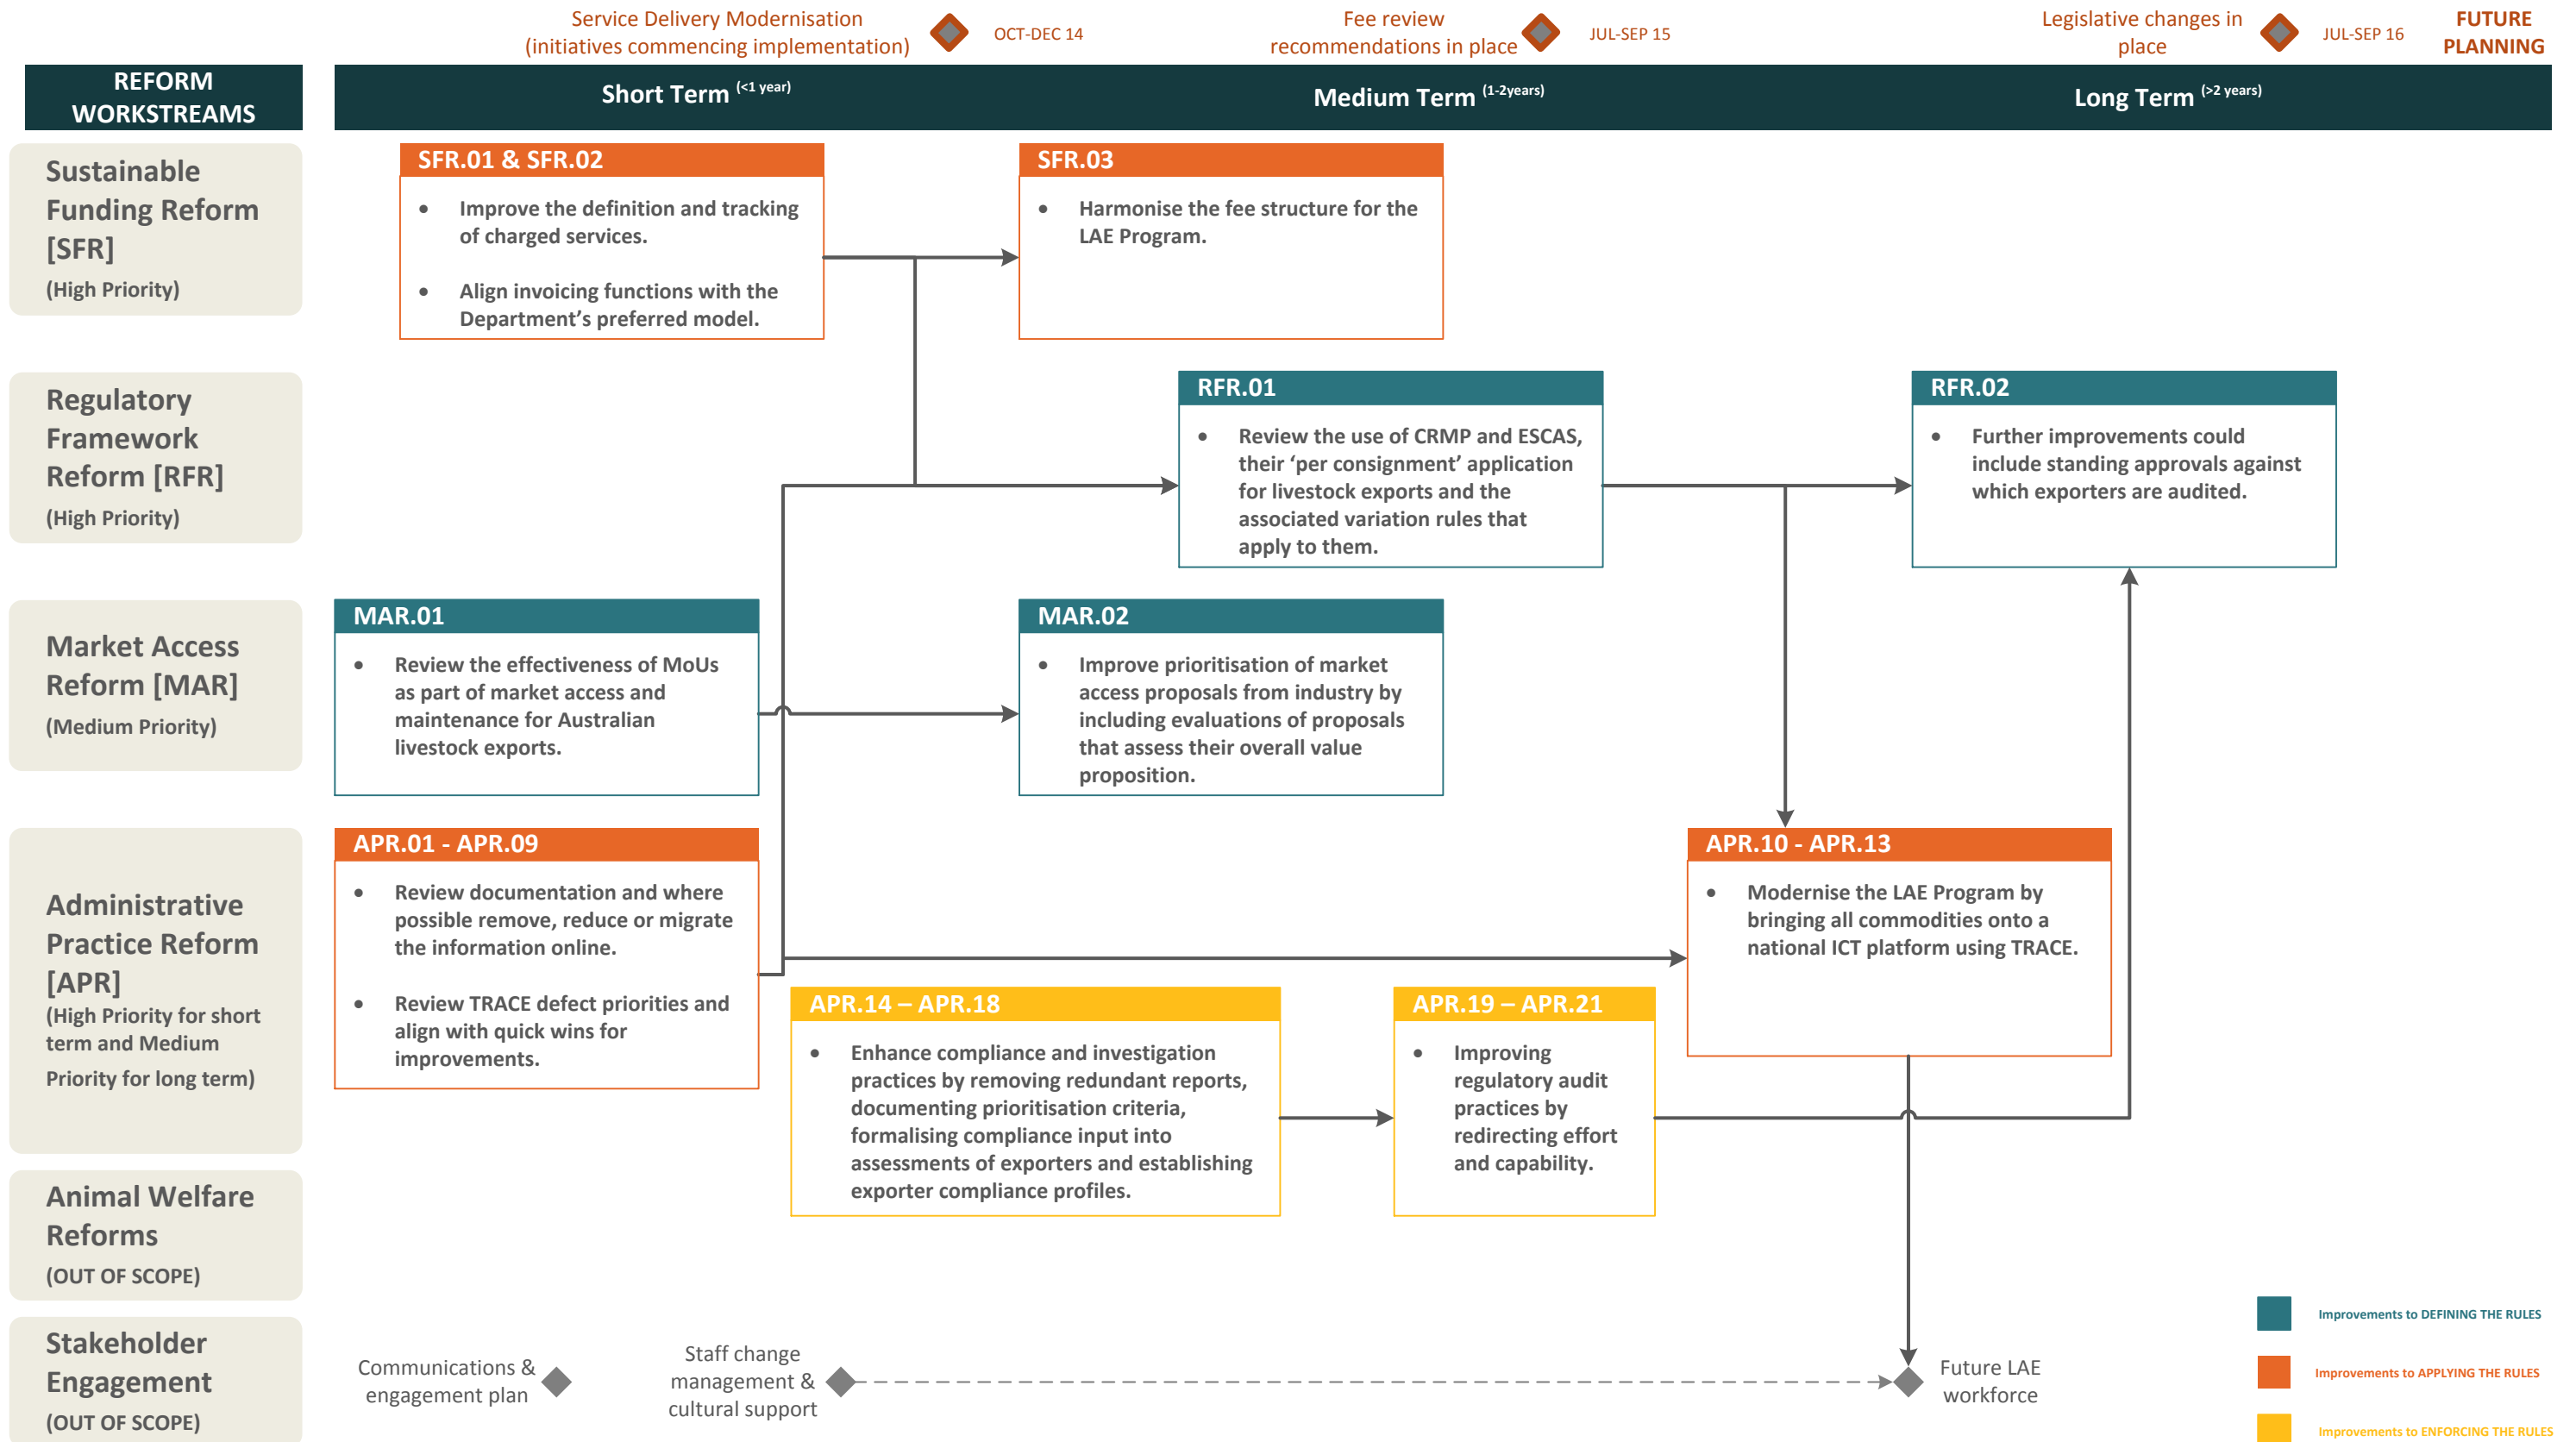 Service Delivery Modernisation
(initiatives commencing implementation)
OCT-DEC 14
Fee review
recommendations in place
JUL-SEP 15
Legislative changes in
place
JUL-SEP 16
FUTURE
PLANNING
REFORM
WORKSTREAMS
Short Term (<1 year)
Medium Term (1-2years)
Long Term (>2 years)
Sustainable
Funding Reform
[SFR]
(High Priority)
SFR.01 & SFR.02
• Improve the definition and tracking
of charged services.
• Align invoicing functions with the
Department’s preferred model.
SFR.03
• Harmonise the fee structure for the
LAE Program.
Regulatory
Framework
Reform [RFR]
(High Priority)
RFR.01
• Review the use of CRMP and ESCAS,
their ‘per consignment’ application
for livestock exports and the
associated variation rules that
apply to them.
RFR.02
• Further improvements could
include standing approvals against
which exporters are audited.
Market Access
Reform [MAR]
(Medium Priority)
MAR.01
• Review the effectiveness of MoUs
as part of market access and
maintenance for Australian
livestock exports.
MAR.02
• Improve prioritisation of market
access proposals from industry by
including evaluations of proposals
that assess their overall value
proposition.
Administrative
Practice Reform
[APR]
(High Priority for short
term and Medium
Priority for long term)
APR.01 - APR.09
• Review documentation and where
possible remove, reduce or migrate
the information online.
• Review TRACE defect priorities and
align with quick wins for
improvements.
APR.10 - APR.13
• Modernise the LAE Program by
bringing all commodities onto a
national ICT platform using TRACE.
APR.14 – APR.18
• Enhance compliance and investigation
practices by removing redundant reports,
documenting prioritisation criteria,
formalising compliance input into
assessments of exporters and establishing
exporter compliance profiles.
APR.19 – APR.21
• Improving
regulatory audit
practices by
redirecting effort
and capability.
Animal Welfare
Reforms
(OUT OF SCOPE)
Stakeholder
Engagement
(OUT OF SCOPE)
Communications &
engagement plan
Staff change
management &
cultural support
Future LAE
workforce
Improvements to DEFINING THE RULES
Improvements to APPLYING THE RULES
Improvements to ENFORCING THE RULES